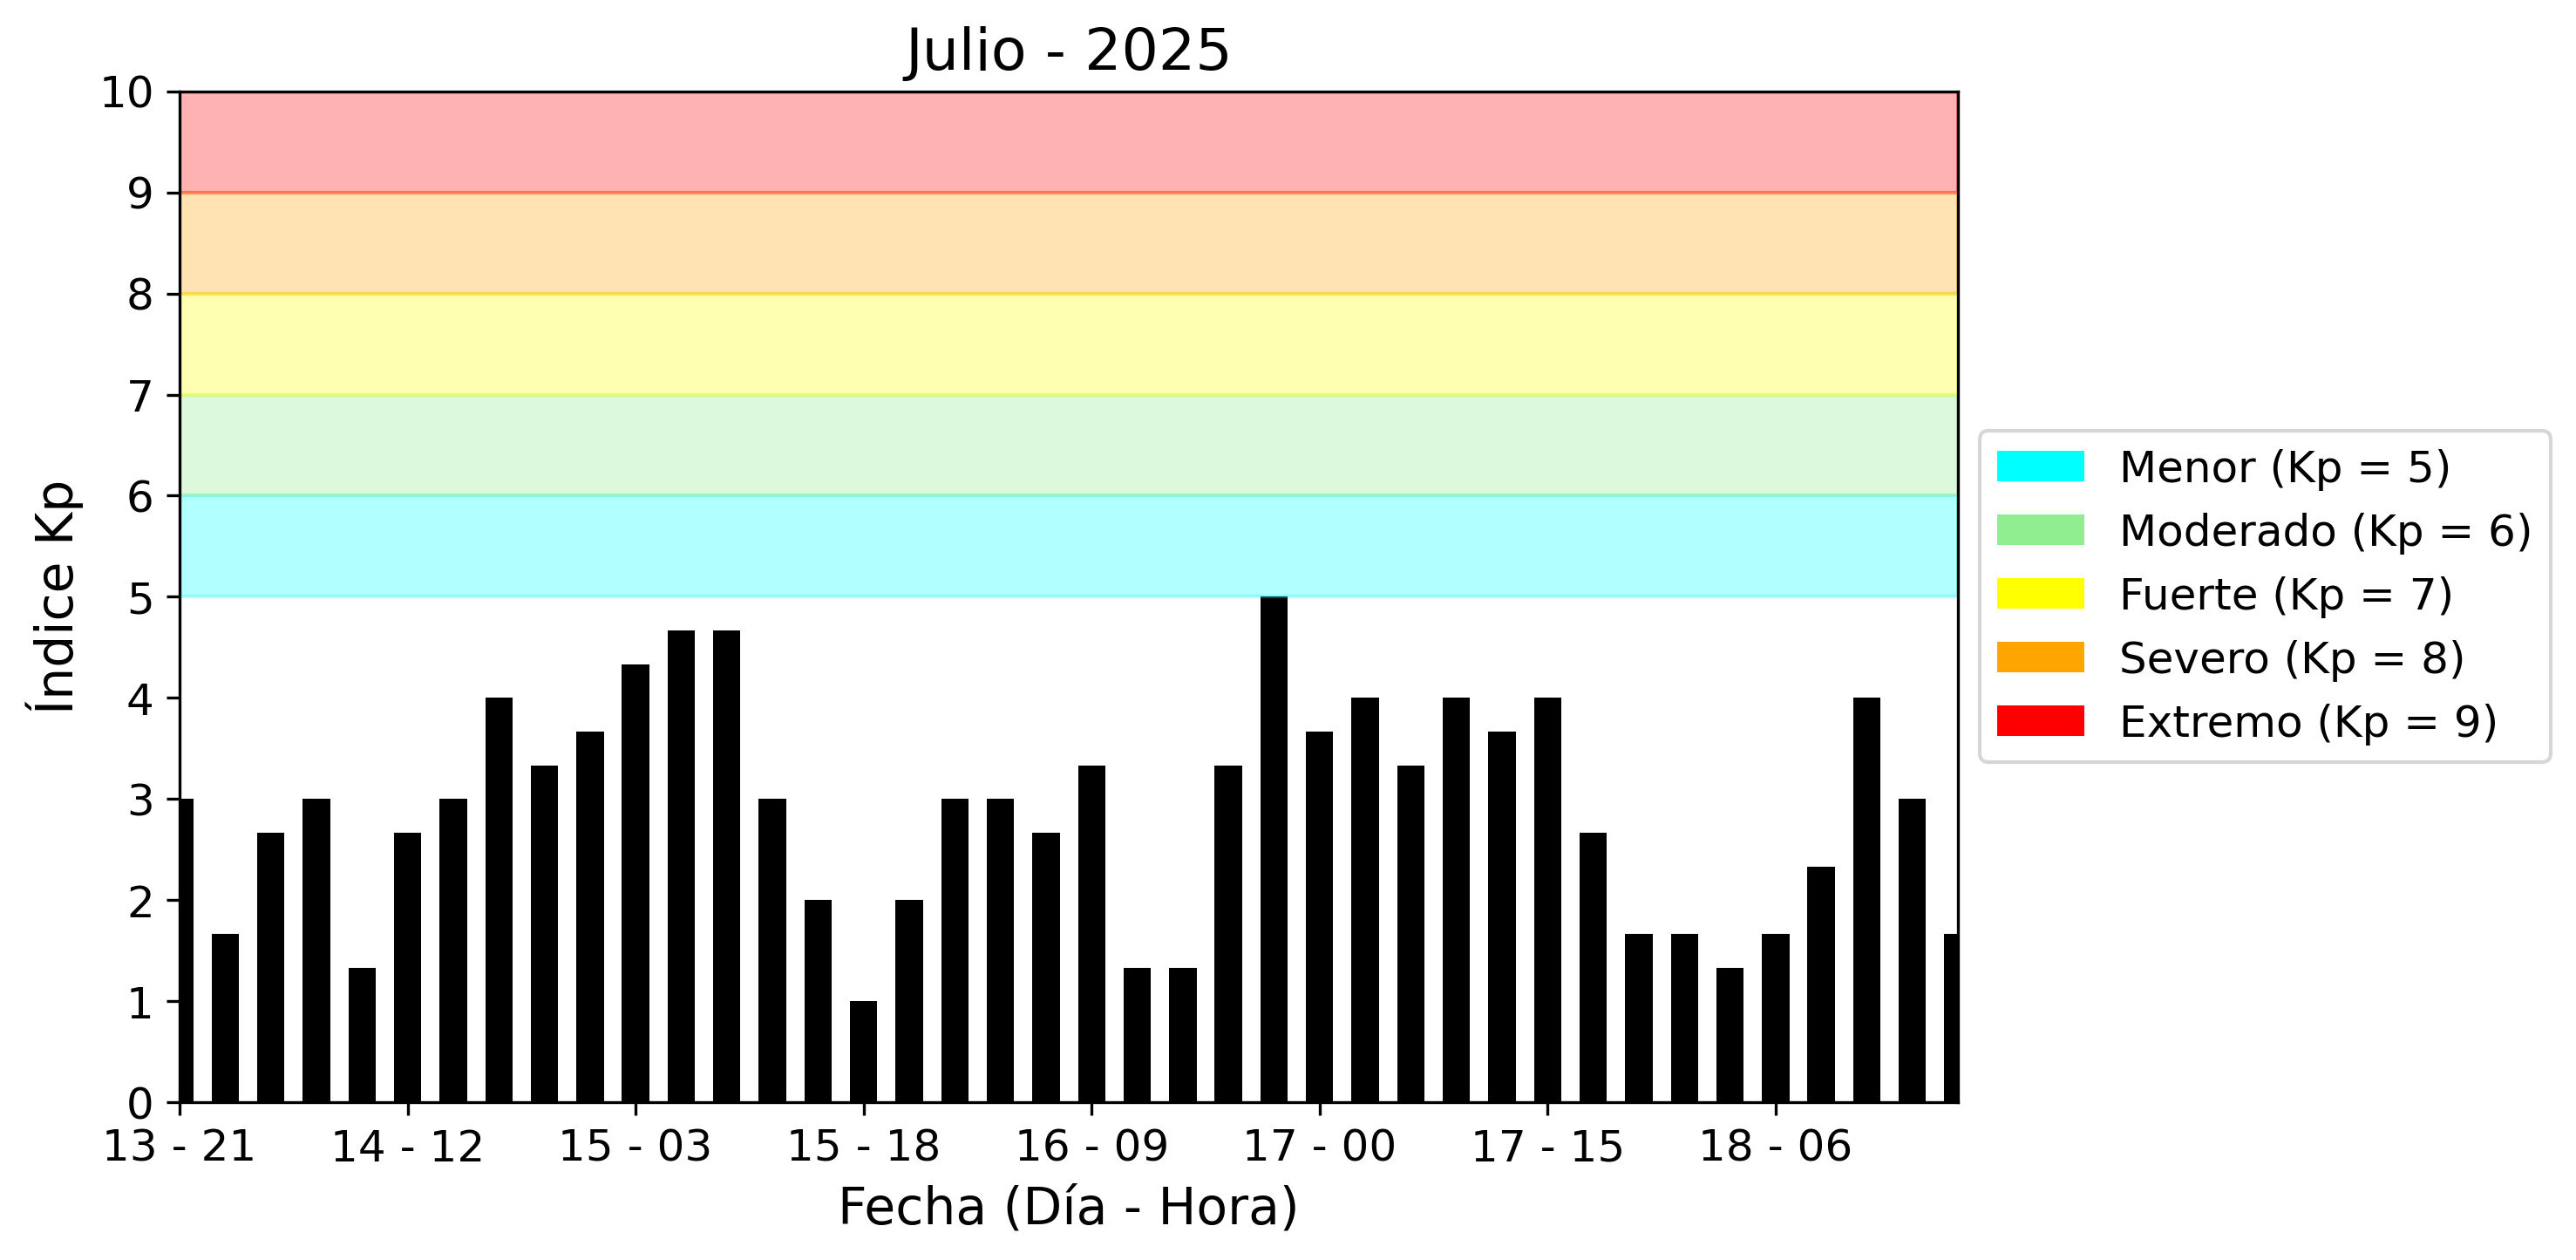 Julio - 2025
10
9
8
7
6
5
4
3
2
1
0
Índice Kp
13 - 21
14 - 12
15 - 03
15 - 18
16 - 09
17 - 00
17 - 15
18 - 06
Fecha (Día - Hora)
Menor (Kp = 5)
Moderado (Kp = 6)
Fuerte (Kp = 7)
Severo (Kp = 8)
Extremo (Kp = 9)